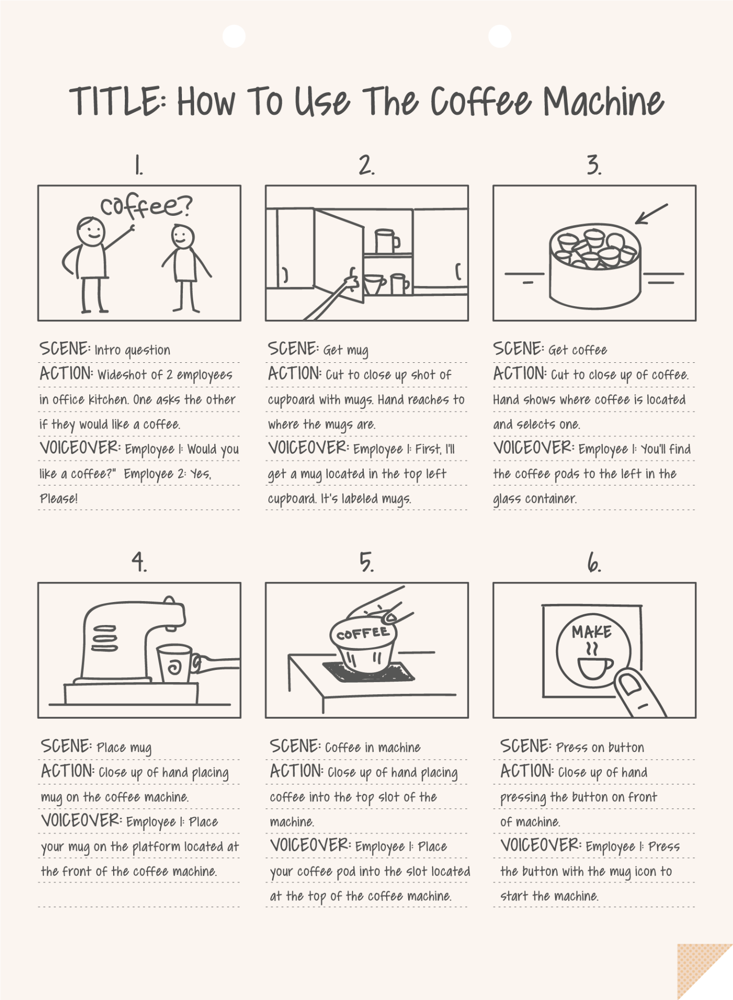 TITLE: How To Use The Coffee Machine
1.
coffee?
SCENE: Intro question
ACTION: Wideshot of 2 employees
in office kitchen. One asks the other
if they would like a coffee.
VOICEOVER: Employee 1: Would you
like a coffee?" Employee 2: Yes,
Please!
2.
SCENE: Get mug
ACTION: Cut to close up shot of
cupboard with mugs. Hand reaches to
where the mugs are.
VOICEOVER: Employee 1: First, I'll
get a mug located in the top left
cupboard. It's labeled mugs.
3.
SCENE: Get coffee
ACTION: Cut to close up of coffee.
Hand shows where coffee is located
and selects one.
VOICEOVER: Employee 1: You'll find
the coffee pods to the left in the
glass container.
4.
SCENE: Place mug
ACTION: Close up of hand placing
mug on the coffee machine.
VOICEOVER: Employee 1: Place
your mug on the platform located at
the front of the coffee machine.
5.
COFFEE
SCENE: Coffee in machine
ACTION: Close up of hand placing
coffee into the top slot of the
machine.
VOICEOVER: Employee 1: Place
your coffee pod into the slot located
at the top of the coffee machine.
6.
MAKE
SCENE: Press on button
ACTION: Close up of hand
pressing the button on front
of machine.
VOICEOVER: Employee 1: Press
the button with the mug icon to
start the machine.